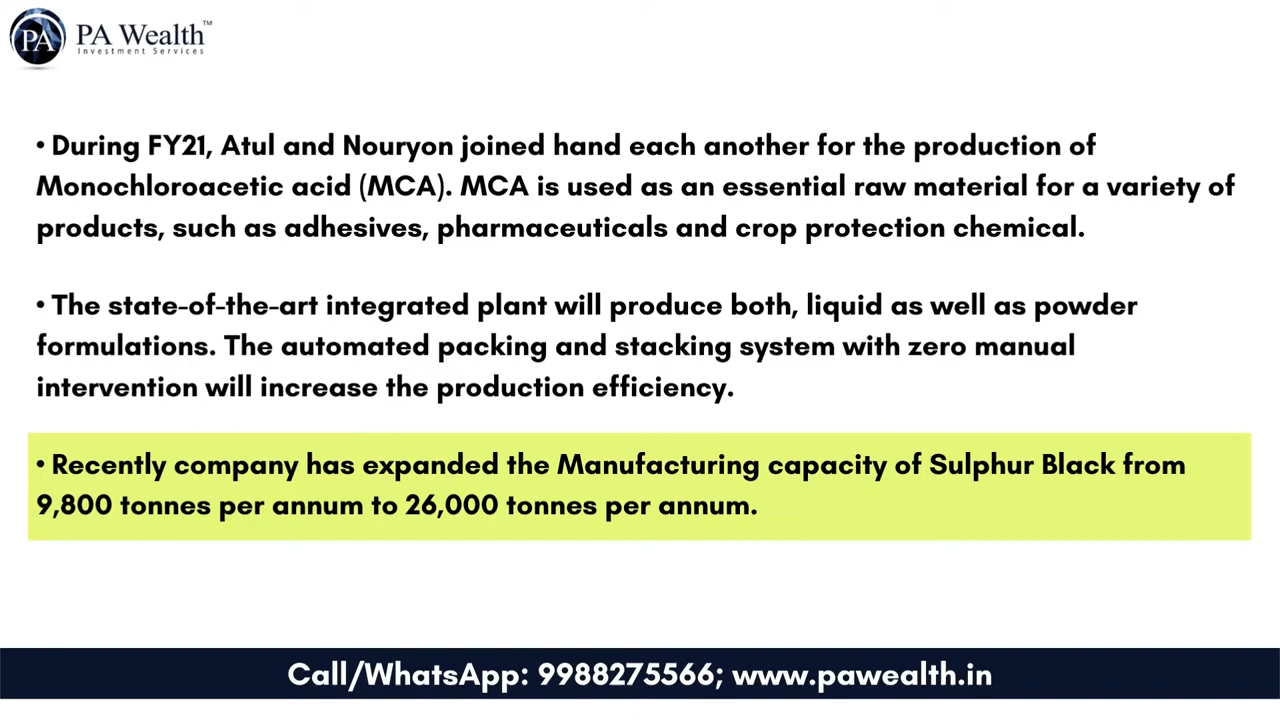 PA
PA Wealth™
Investment Services
• During FY21, Atul and Nouryon joined hand each another for the production of
Monochloroacetic acid (MCA). MCA is used as an essential raw material for a variety of
products, such as adhesives, pharmaceuticals and crop protection chemical.
• The state-of-the-art integrated plant will produce both, liquid as well as powder
formulations. The automated packing and stacking system with zero manual
intervention will increase the production efficiency.
• Recently company has expanded the Manufacturing capacity of Sulphur Black from
9,800 tonnes per annum to 26,000 tonnes per annum.
Call/WhatsApp: 9988275566; www.pawealth.in